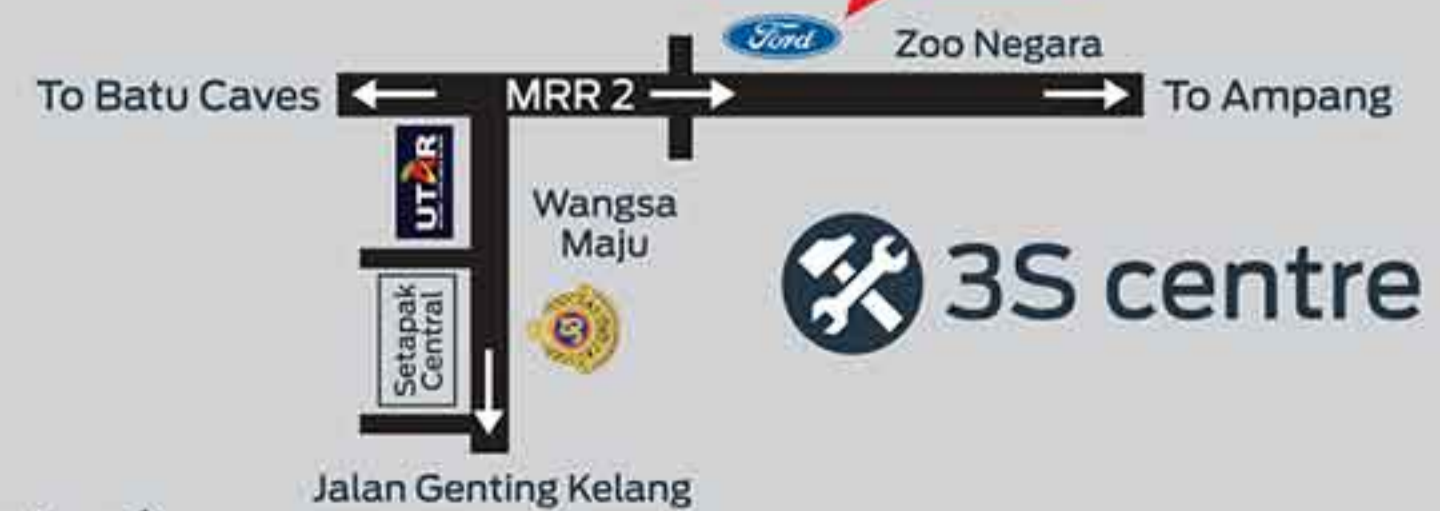 Ford
Zoo Negara
To Batu Caves
MRR 2
To Ampang
UTAR
Wangsa
Maju
3S centre
Setapak
Central
Jalan Genting Kelang